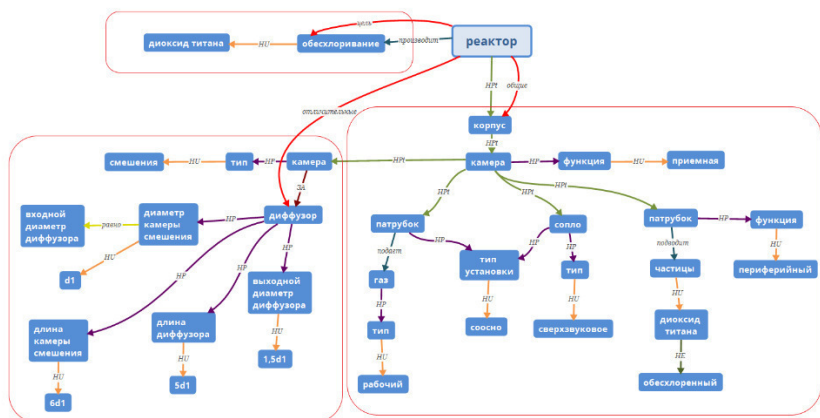 цель
реактор
диоксид титана
HU
обесхлоривание
производит
отличительные
HPt
общие
корпус
HPt
смешения
HU
тип
HP
камера
HPt
камера
HP
функция
HU
приемная
ЗА
HPt
HPt
HPt
входной
диаметр
диффузора
равно
диаметр
камеры
смешения
HP
диффузор
патрубок
сопло
патрубок
HP
функция
HU
HP
HP
HP
подает
HP
HP
HP
подводит
HU
d1
выходной
диаметр
диффузора
газ
тип
установки
тип
частицы
периферийный
длина
камеры
смешения
длина
диффузора
HU
HP
HU
HU
HU
тип
соосно
сверхзвуковое
диоксид
титана
HU
HU
1,5d1
HU
HE
6d1
5d1
рабочий
обесхлоренный